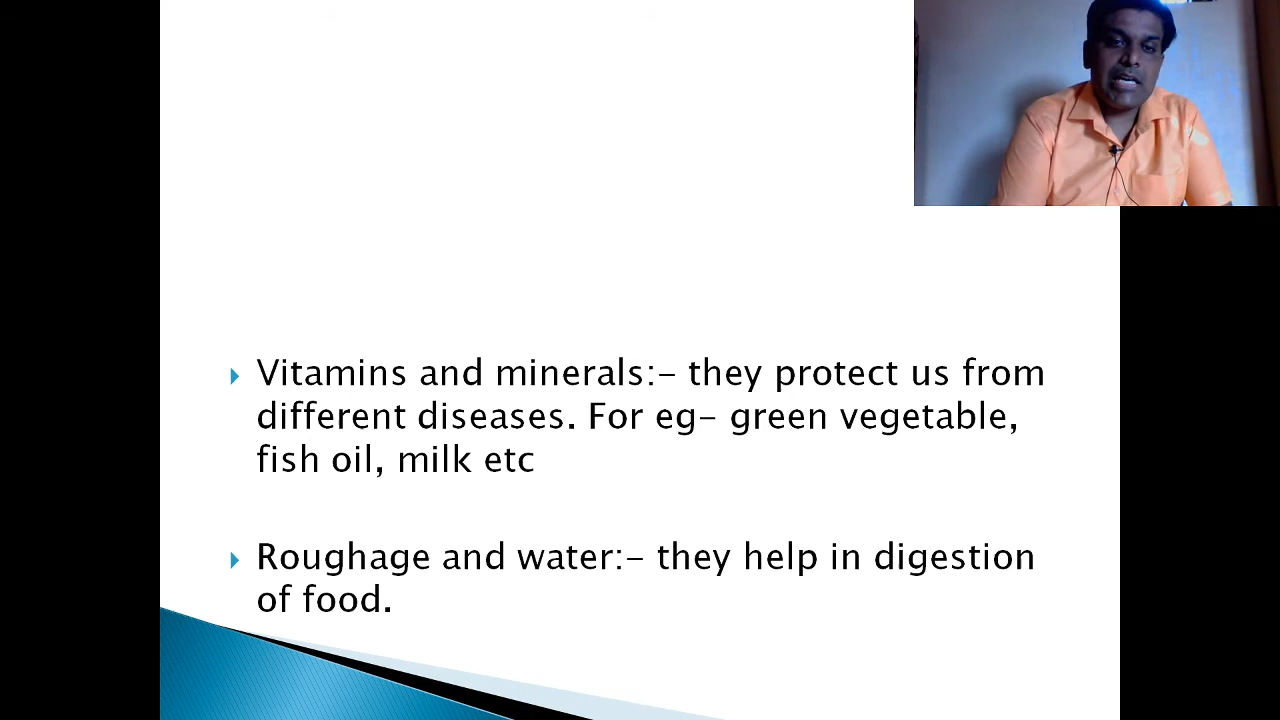 Vitamins and minerals:- they protect us from
different diseases. For eg- green vegetable,
fish oil, milk etc
Roughage and water:- they help in digestion
of food.